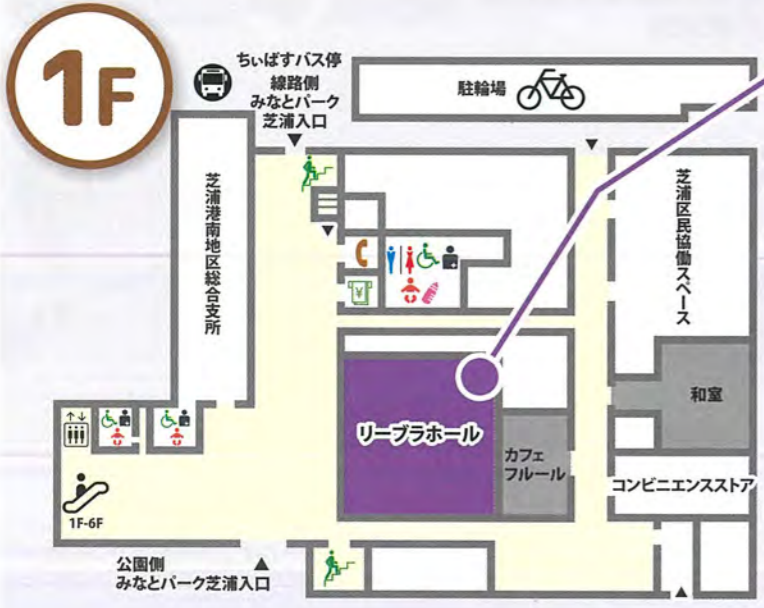 1F
ちぃばすバス停
線路側
みなとパーク
芝浦入口
駐輪場
芝浦港南地区総合支所
芝浦区民協働スペース
¥
和室
リーブラホール
カフェ
フルール
コンビニエンスストア
1F-6F
公園側
みなとパーク芝浦入口